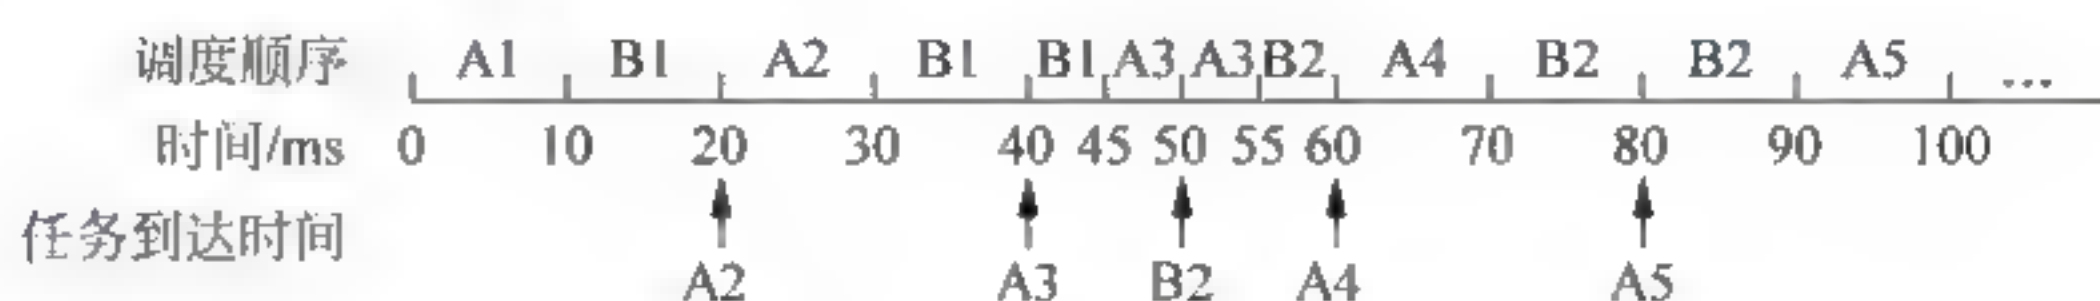 调度顺序 A1 B1 A2 B1 B1 A3 A3 B2 A4 B2 B2 A5 …
时间/ms 0 10 20 30 40 45 50 55 60 70 80 90 100
任务到达时间
A2 A3 B2 A4 A5